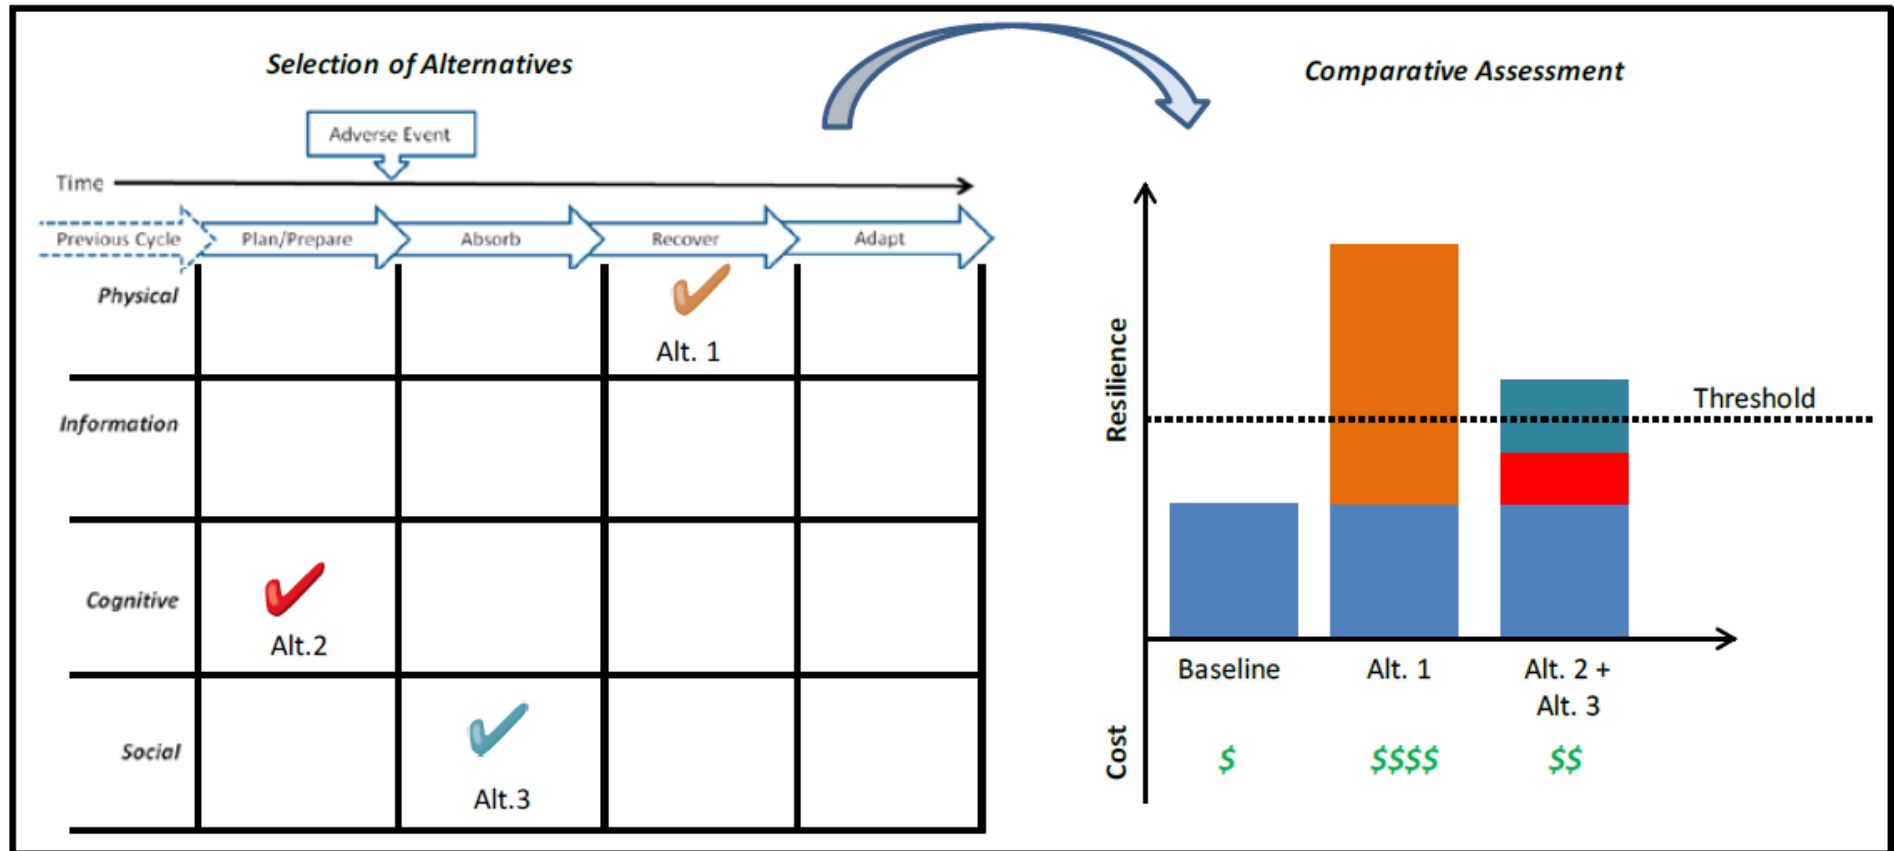 Selection of Alternatives
Adverse Event
Time
Previous Cycle
Plan/Prepare
Absorb
Recover
Adapt
Physical
Alt. 1
Information
Cognitive
Alt.2
Social
Alt.3
Comparative Assessment
Resilience
Threshold
Baseline
Alt. 1
Alt. 2 +
Alt. 3
Cost
$
$$$$
$$